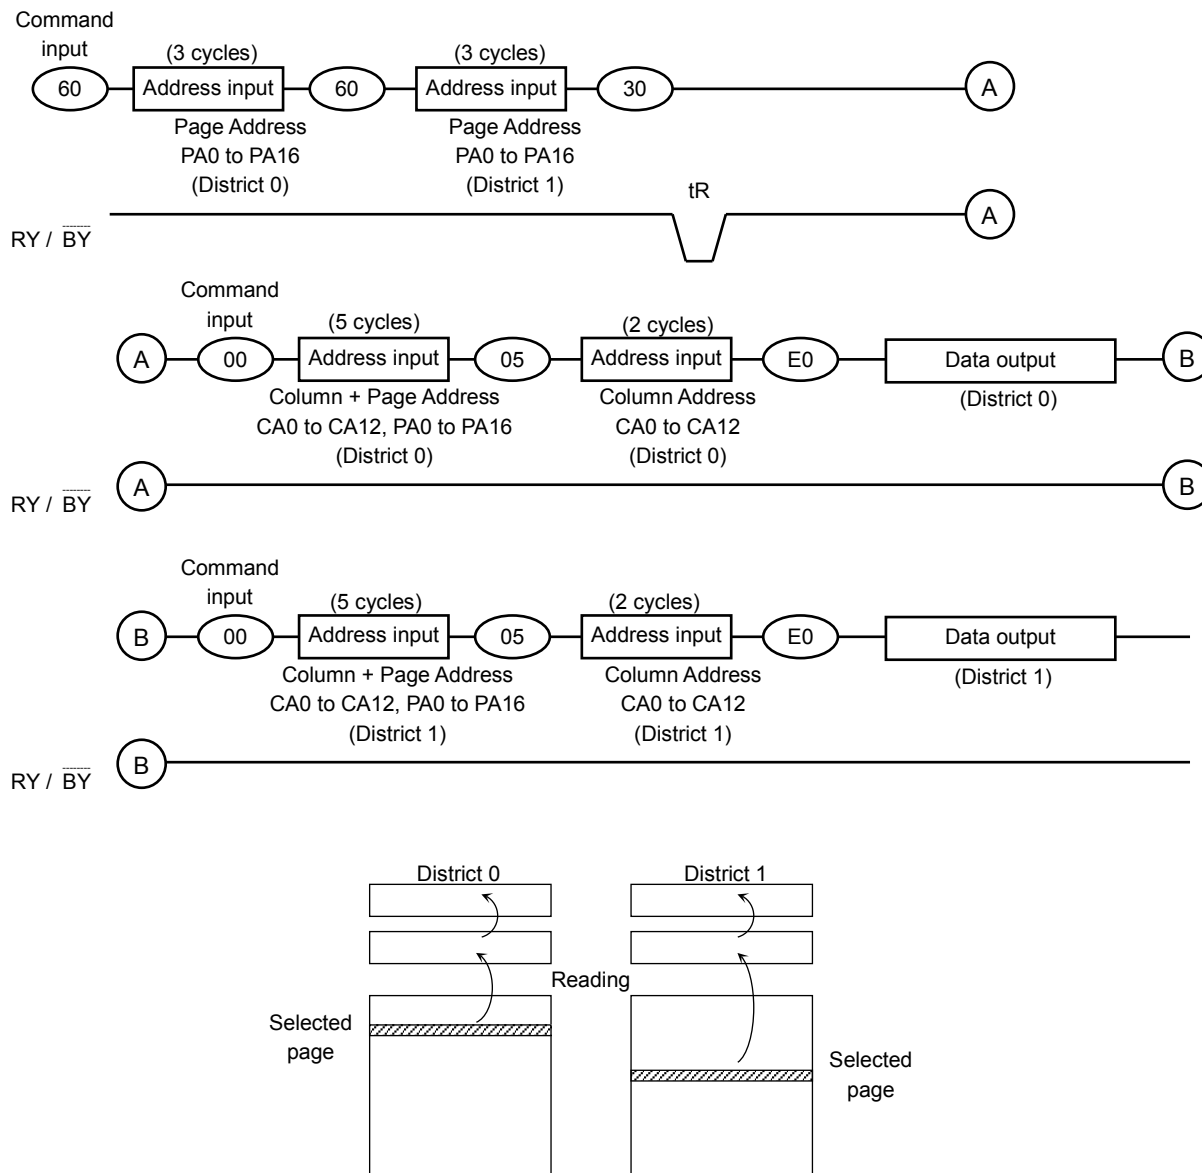 Command
input
(3 cycles)
(3 cycles)
60
Address input
60
Address input
30
A
Page Address
PA0 to PA16
(District 0)
Page Address
PA0 to PA16
(District 1)
tR
A
RY / BY
Command
input
(5 cycles)
(2 cycles)
A
00
Address input
05
Address input
E0
Data output
B
Column + Page Address
CA0 to CA12, PA0 to PA16
(District 0)
Column Address
CA0 to CA12
(District 0)
(District 0)
A
B
RY / BY
Command
input
(5 cycles)
(2 cycles)
B
00
Address input
05
Address input
E0
Data output
Column + Page Address
CA0 to CA12, PA0 to PA16
(District 1)
Column Address
CA0 to CA12
(District 1)
(District 1)
B
RY / BY
District 0
District 1
Reading
Selected
page
Selected
page